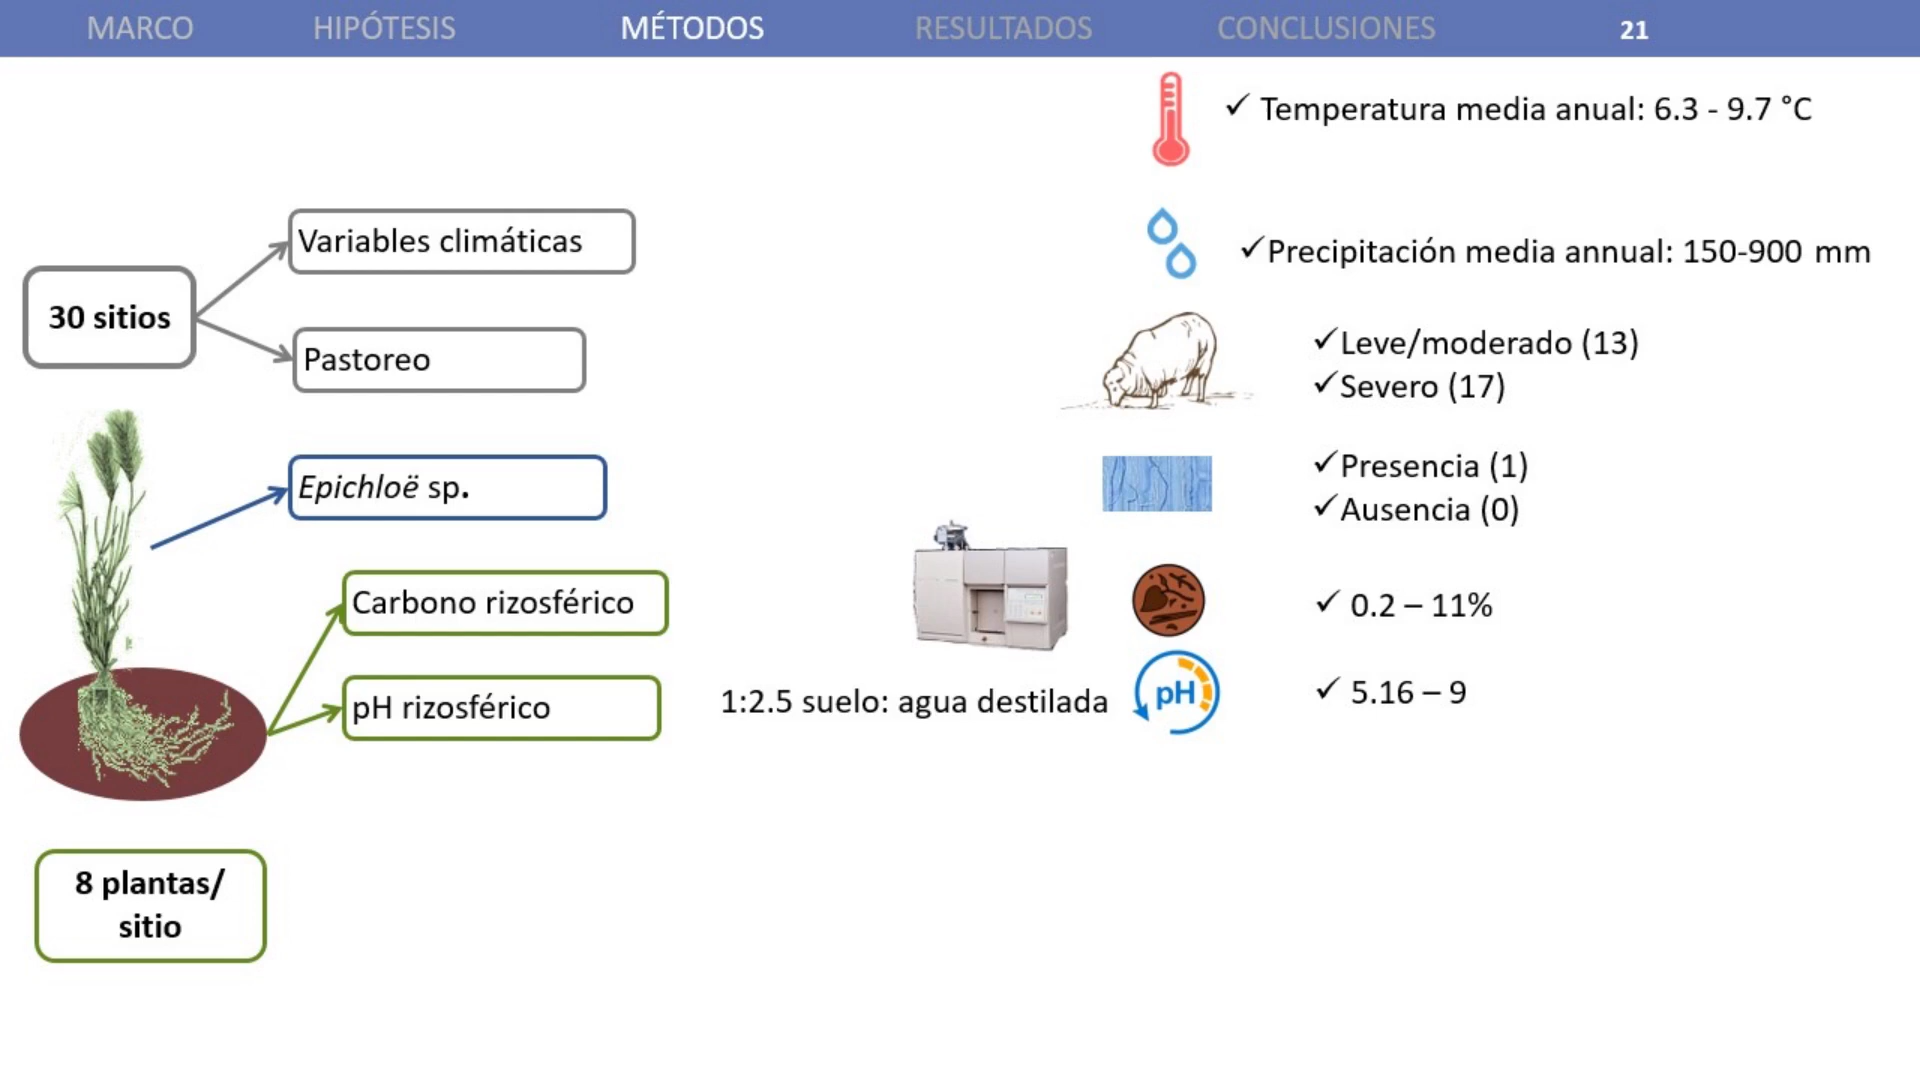 MARCO HIPÓTESIS MÉTODOS RESULTADOS CONCLUSIONES 21
✓ Temperatura media anual: 6.3 - 9.7 °C
Variables climáticas
✓Precipitación media annual: 150-900 mm
30 sitios
Pastoreo
✓Leve/moderado (13)
✓Severo (17)
Epichloë sp.
✓Presencia (1)
✓Ausencia (0)
Carbono rizosférico
✓ 0.2 – 11%
pH rizosférico
1:2.5 suelo: agua destilada
pH
✓ 5.16 – 9
8 plantas/
sitio